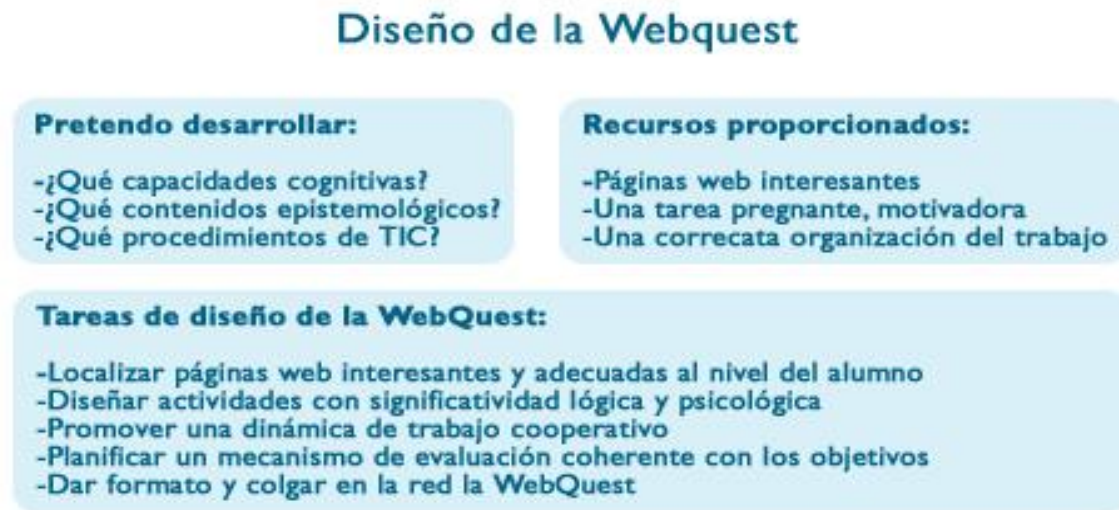 Diseño de la Webquest
Pretendo desarrollar:
-¿Qué capacidades cognitivas?
-¿Qué contenidos epistemológicos?
-¿Qué procedimientos de TIC?
Recursos proporcionados:
-Páginas web interesantes
-Una tarea pregnante, motivadora
-Una correcata organización del trabajo
Tareas de diseño de la WebQuest:
-Localizar páginas web interesantes y adecuadas al nivel del alumno
-Diseñar actividades con significatividad lógica y psicológica
-Promover una dinámica de trabajo cooperativo
-Planificar un mecanismo de evaluación coherente con los objetivos
-Dar formato y colgar en la red la WebQuest